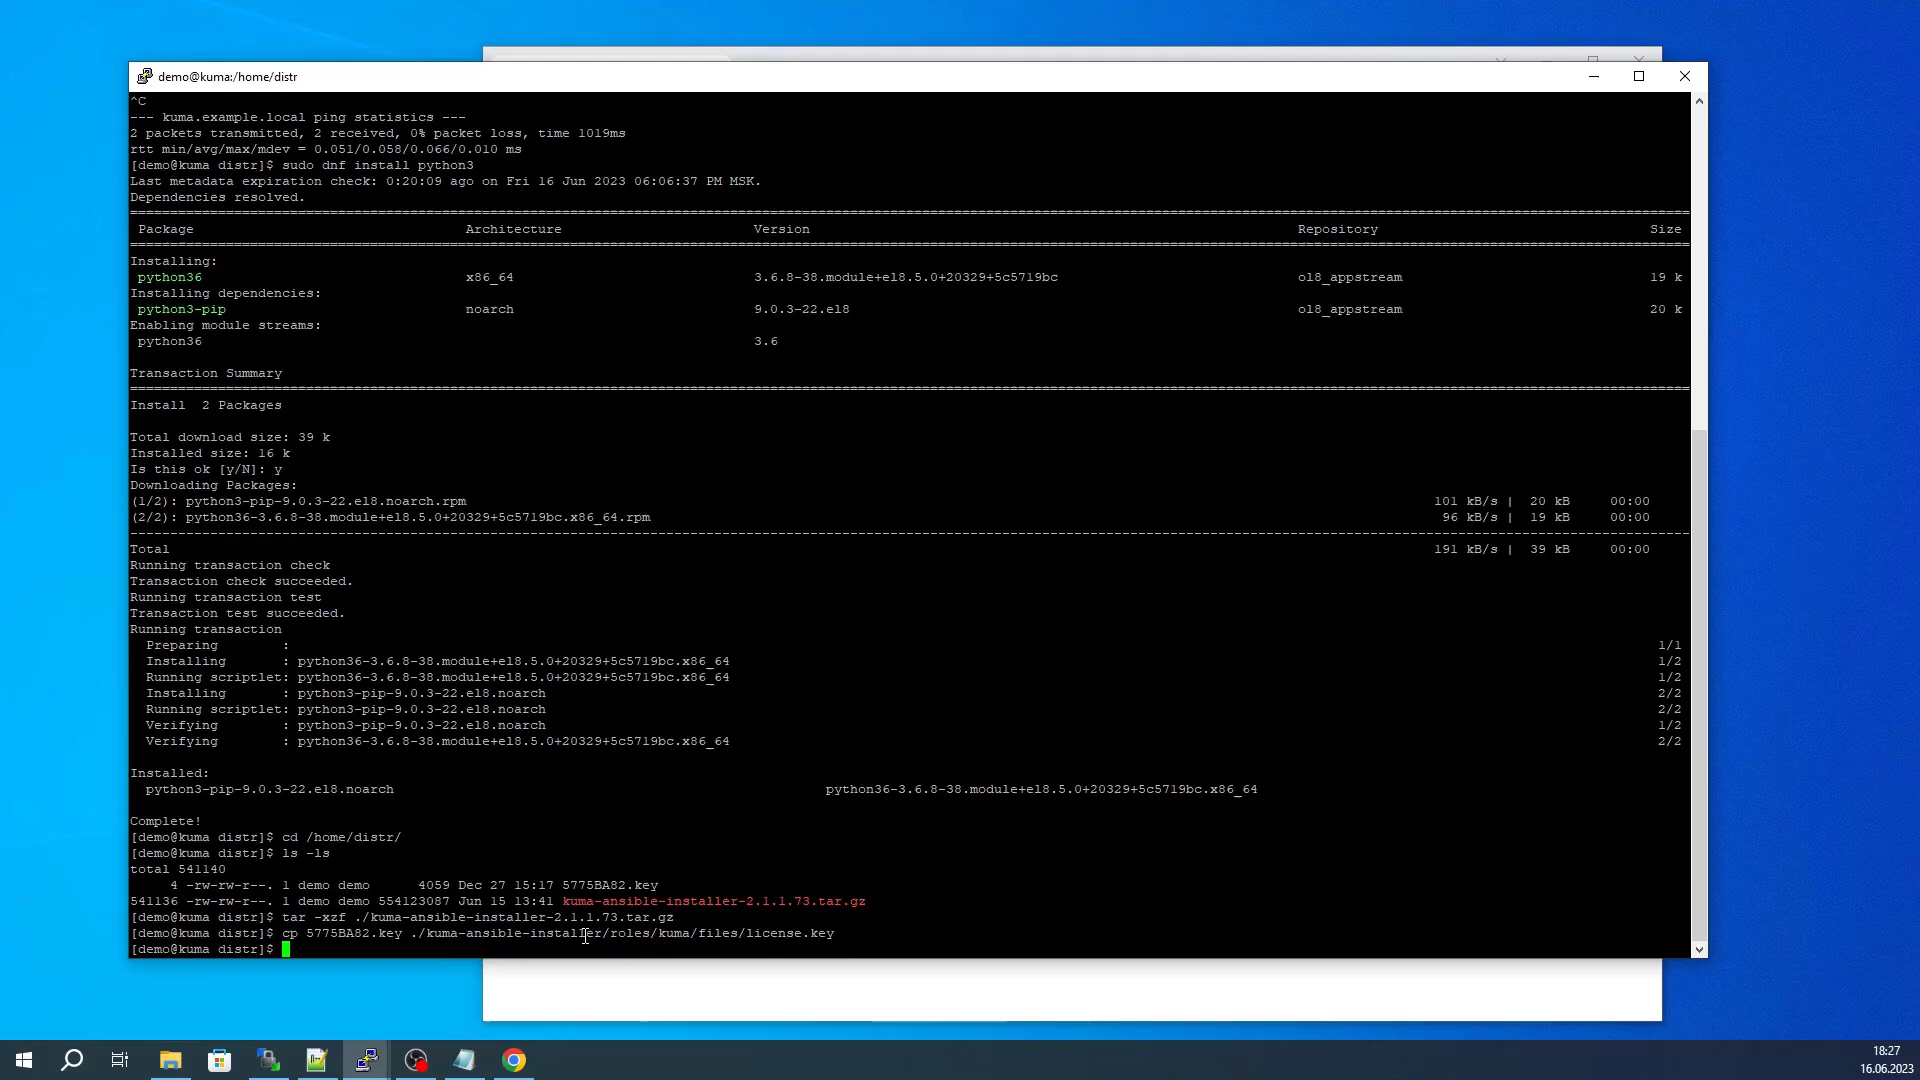 demo@kuma:/home/distr
^C
--- kuma.example.local ping statistics ---
2 packets transmitted, 2 received, 0% packet loss, time 1019ms
rtt min/avg/max/mdev = 0.051/0.058/0.066/0.010 ms
[demo@kuma distr]$ sudo dnf install python3
Last metadata expiration check: 0:20:09 ago on Fri 16 Jun 2023 06:06:37 PM MSK.
Dependencies resolved.
Package Architecture Version Repository Size
Installing:
python36 x86_64 3.6.8-38.module+el8.5.0+20329+5c5719bc ol8_appstream 19 k
Installing dependencies:
python3-pip noarch 9.0.3-22.el8 ol8_appstream 20 k
Enabling module streams:
python36 3.6
Transaction Summary
Install 2 Packages
Total download size: 39 k
Installed size: 16 k
Is this ok [y/N]: y
Downloading Packages:
(1/2): python3-pip-9.0.3-22.el8.noarch.rpm 101 kB/s | 20 kB 00:00
(2/2): python36-3.6.8-38.module+el8.5.0+20329+5c5719bc.x86_64.rpm 96 kB/s | 19 kB 00:00
Total 191 kB/s | 39 kB 00:00
Running transaction check
Transaction check succeeded.
Running transaction test
Transaction test succeeded.
Running transaction
Preparing : 1/1
Installing : python36-3.6.8-38.module+el8.5.0+20329+5c5719bc.x86_64 1/2
Running scriptlet: python36-3.6.8-38.module+el8.5.0+20329+5c5719bc.x86_64 1/2
Installing : python3-pip-9.0.3-22.el8.noarch 2/2
Running scriptlet: python3-pip-9.0.3-22.el8.noarch 2/2
Verifying : python3-pip-9.0.3-22.el8.noarch 1/2
Verifying : python36-3.6.8-38.module+el8.5.0+20329+5c5719bc.x86_64 2/2
Installed:
python3-pip-9.0.3-22.el8.noarch python36-3.6.8-38.module+el8.5.0+20329+5c5719bc.x86_64
Complete!
[demo@kuma distr]$ cd /home/distr/
[demo@kuma distr]$ ls -ls
total 541140
4 -rw-rw-r--. 1 demo demo 4059 Dec 27 15:17 5775BA82.key
541136 -rw-rw-r--. 1 demo demo 554123087 Jun 15 13:41 kuma-ansible-installer-2.1.1.73.tar.gz
[demo@kuma distr]$ tar -xzf ./kuma-ansible-installer-2.1.1.73.tar.gz
[demo@kuma distr]$ cp 5775BA82.key ./kuma-ansible-installer/roles/kuma/files/license.key
[demo@kuma distr]$
18:27
16.06.2023